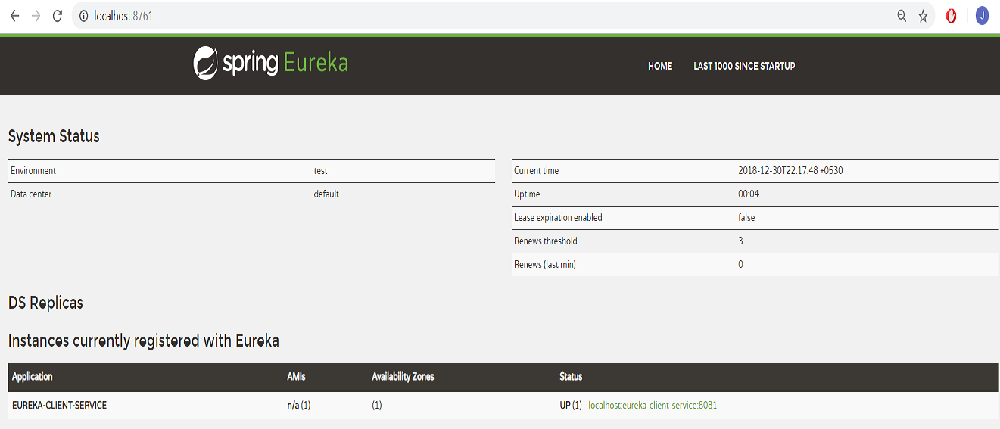 localhost:8761
J
spring Eureka
HOME LAST 1000 SINCE STARTUP
System Status
Environment test
Data center default
Current time 2018-12-30T22:17:48 +0530
Uptime 00:04
Lease expiration enabled false
Renews threshold 3
Renews (last min) 0
DS Replicas
Instances currently registered with Eureka
Application AMIs Availability Zones Status
EUREKA-CLIENT-SERVICE n/a (1) (1) UP (1) - localhost:eureka-client-service:8081